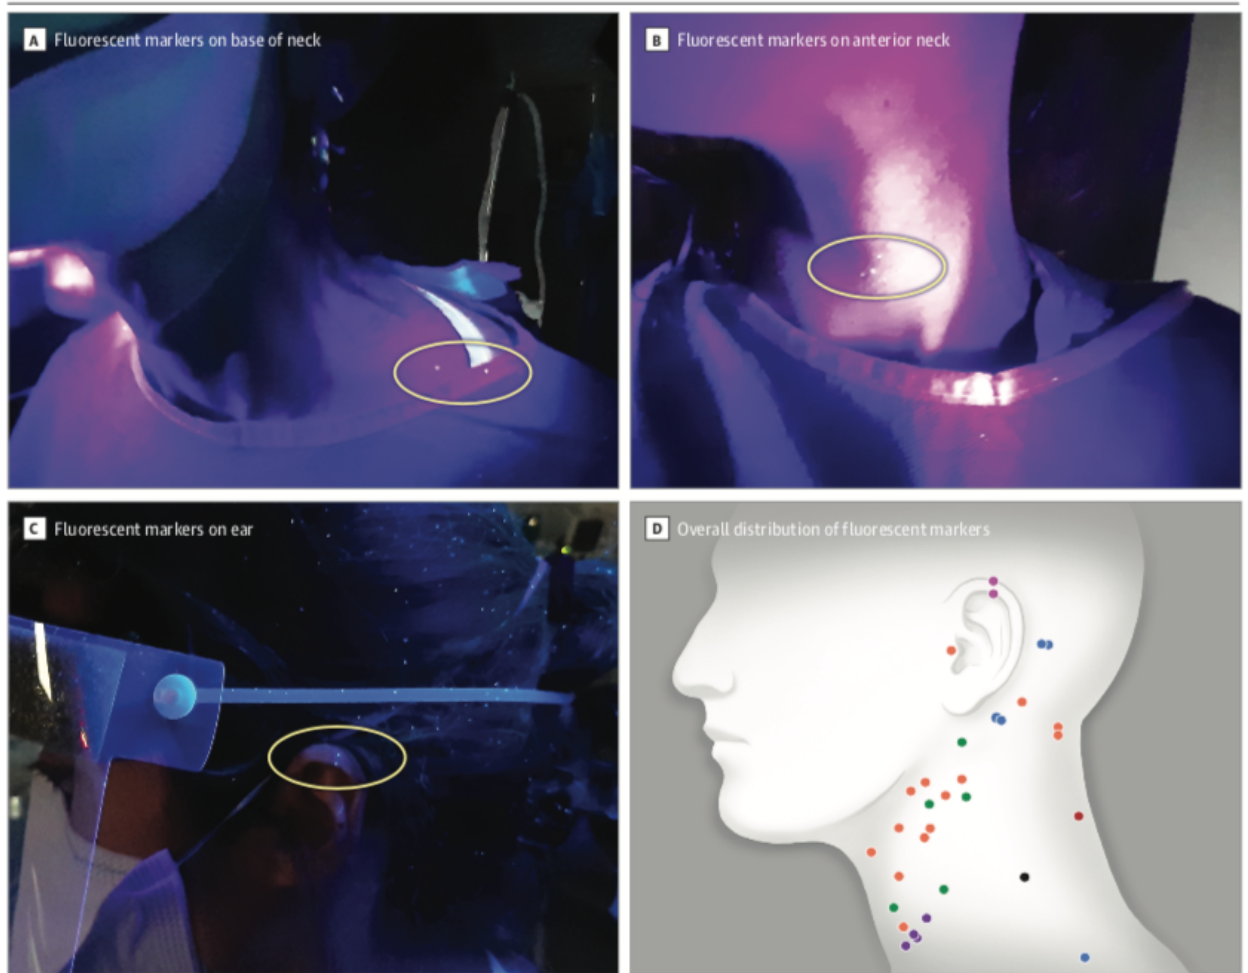 A Fluorescent markers on base of neck
B Fluorescent markers on anterior neck
C Fluorescent markers on ear
D Overall distribution of fluorescent markers